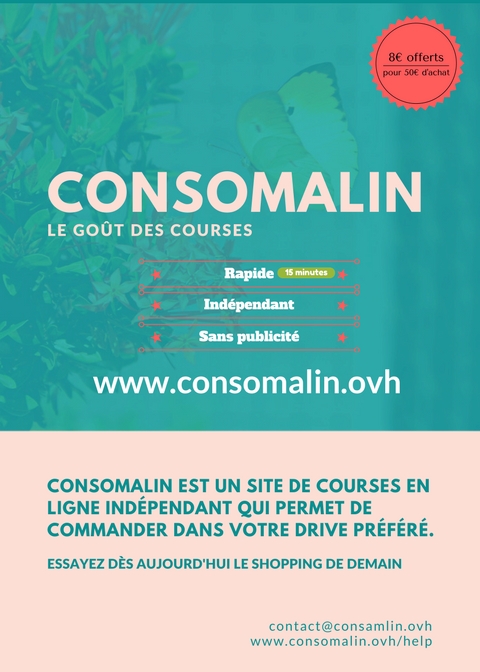 8€ offerts
pour 50€ d'achat
CONSOMALIN
LE GOÛT DES COURSES
Rapide 15 minutes
Indépendant
Sans publicité
www.consomalin.ovh
CONSOMALIN EST UN SITE DE COURSES EN
LIGNE INDÉPENDANT QUI PERMET DE
COMMANDER DANS VOTRE DRIVE PRÉFÉRÉ.
ESSAYEZ DÈS AUJOURD'HUI LE SHOPPING DE DEMAIN
contact@consamlin.ovh
www.consomalin.ovh/help